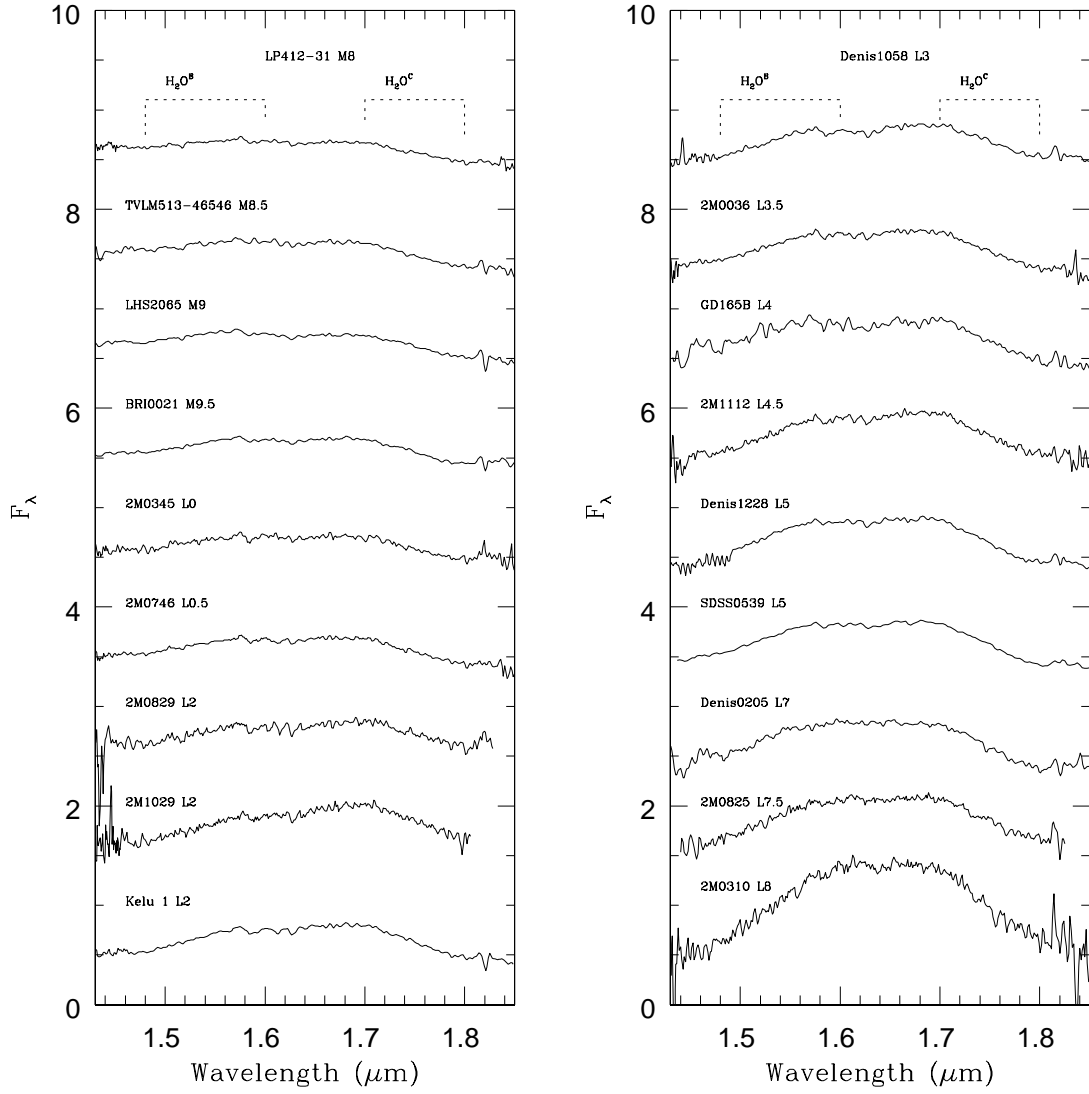 10
LP412-31 M8
H₂Oᴮ
H₂Oᶜ
8
TVLM513-46546 M8.5
LHS2065 M9
6
BRI0021 M9.5
2M0345 L0
4
2M0746 L0.5
2M0829 L2
2
2M1029 L2
Kelu 1 L2
0
F_λ
1.5 1.6 1.7 1.8
Wavelength (μm)
10
Denis1058 L3
H₂Oᴮ
H₂Oᶜ
8
2M0036 L3.5
GD165B L4
6
2M1112 L4.5
Denis1228 L5
4
SDSS0539 L5
Denis0205 L7
2
2M0825 L7.5
2M0310 L8
0
F_λ
1.5 1.6 1.7 1.8
Wavelength (μm)